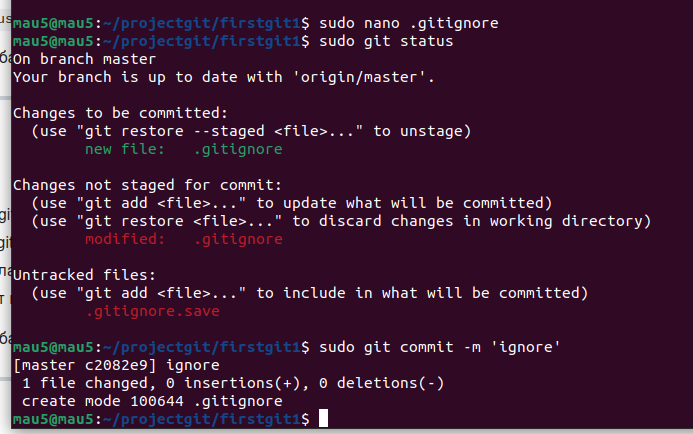 mau5@mau5:~/projectgit/firstgit1$ sudo nano .gitignore
mau5@mau5:~/projectgit/firstgit1$ sudo git status
On branch master
Your branch is up to date with 'origin/master'.
Changes to be committed:
  (use "git restore --staged <file>..." to unstage)
        new file:   .gitignore
Changes not staged for commit:
  (use "git add <file>..." to update what will be committed)
  (use "git restore <file>..." to discard changes in working directory)
        modified:   .gitignore
Untracked files:
  (use "git add <file>..." to include in what will be committed)
        .gitignore.save
mau5@mau5:~/projectgit/firstgit1$ sudo git commit -m 'ignore'
[master c2082e9] ignore
 1 file changed, 0 insertions(+), 0 deletions(-)
 create mode 100644 .gitignore
mau5@mau5:~/projectgit/firstgit1$